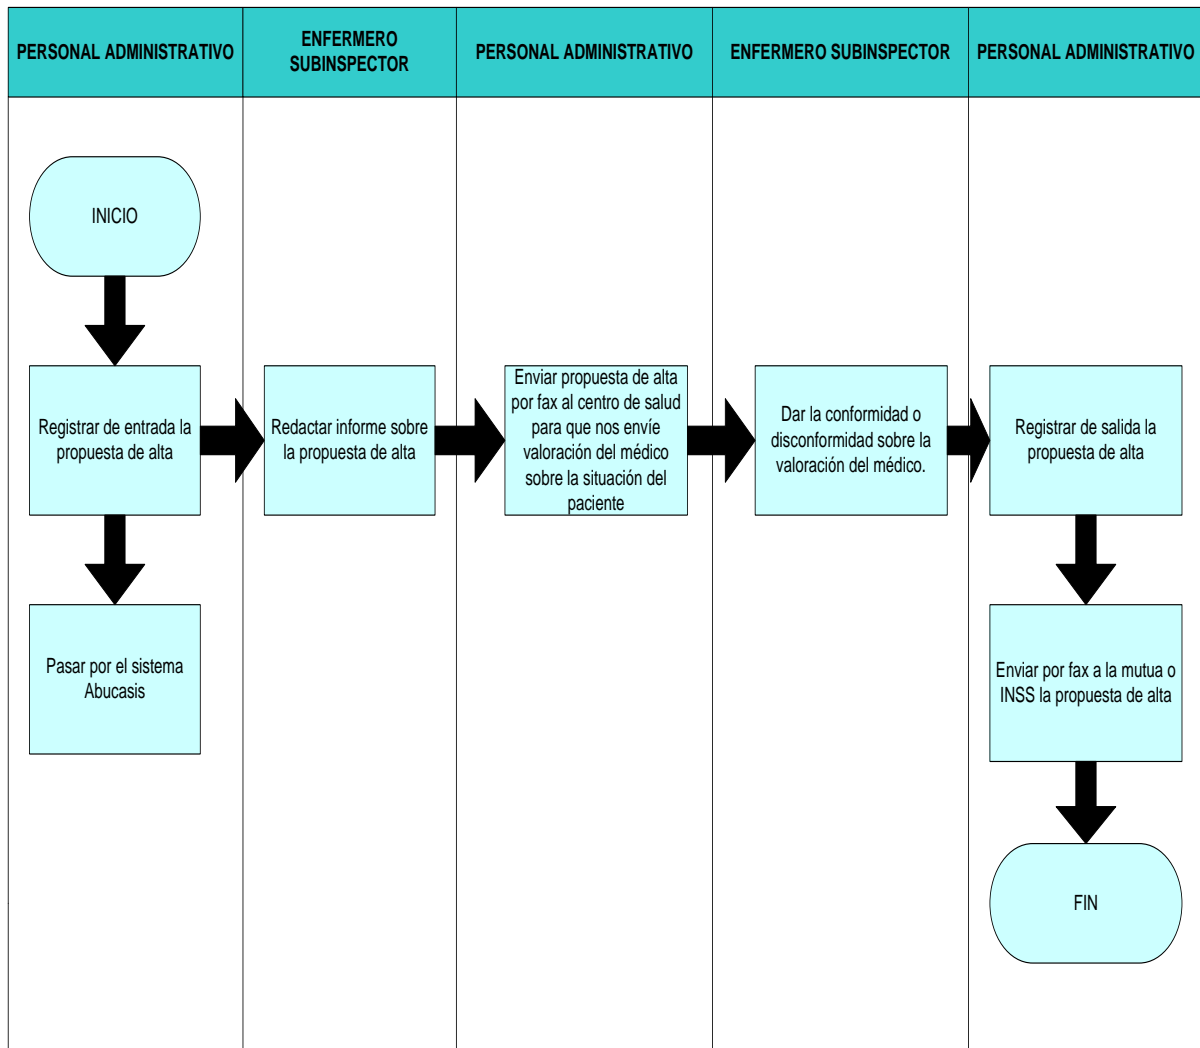 PERSONAL ADMINISTRATIVO
ENFERMERO
SUBINSPECTOR
PERSONAL ADMINISTRATIVO
ENFERMERO SUBINSPECTOR
PERSONAL ADMINISTRATIVO
INICIO
Registrar de entrada la
propuesta de alta
Redactar informe sobre
la propuesta de alta
Enviar propuesta de alta
por fax al centro de salud
para que nos envíe
valoración del médico
sobre la situación del
paciente
Dar la conformidad o
disconformidad sobre la
valoración del médico.
Registrar de salida la
propuesta de alta
Pasar por el sistema
Abucasis
Enviar por fax a la mutua o
INSS la propuesta de alta
FIN